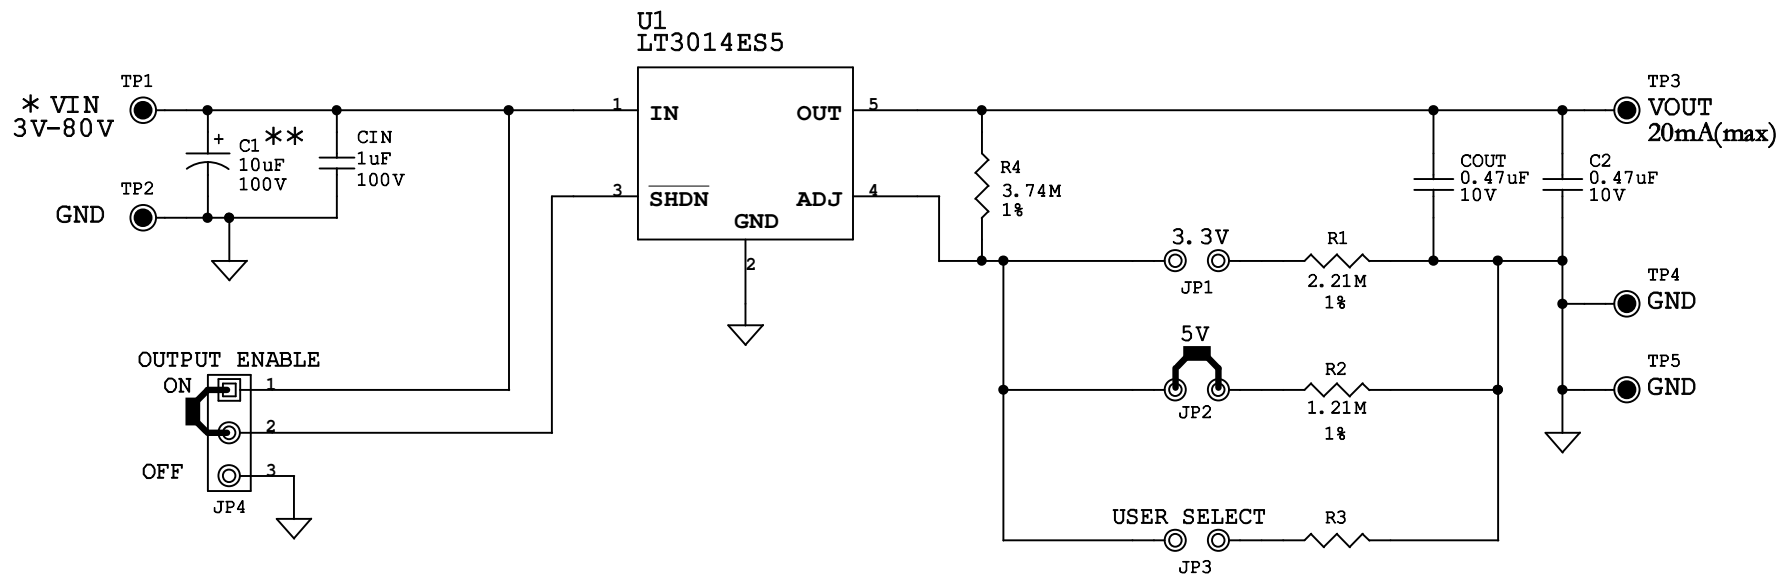 U1
LT3014ES5
TP1
* VIN
3V-80V
TP2
GND
+
C1 **
10uF
100V
CIN
1uF
100V
1
IN
OUT
5
3
SHDN
ADJ
4
GND
2
R4
3.74M
1%
3.3V
JP1
R1
2.21M
1%
COUT
0.47uF
10V
C2
0.47uF
10V
TP3
VOUT
20mA(max)
TP4
GND
TP5
GND
OUTPUT ENABLE
ON
1
2
OFF
3
JP4
5V
JP2
R2
1.21M
1%
USER SELECT
JP3
R3